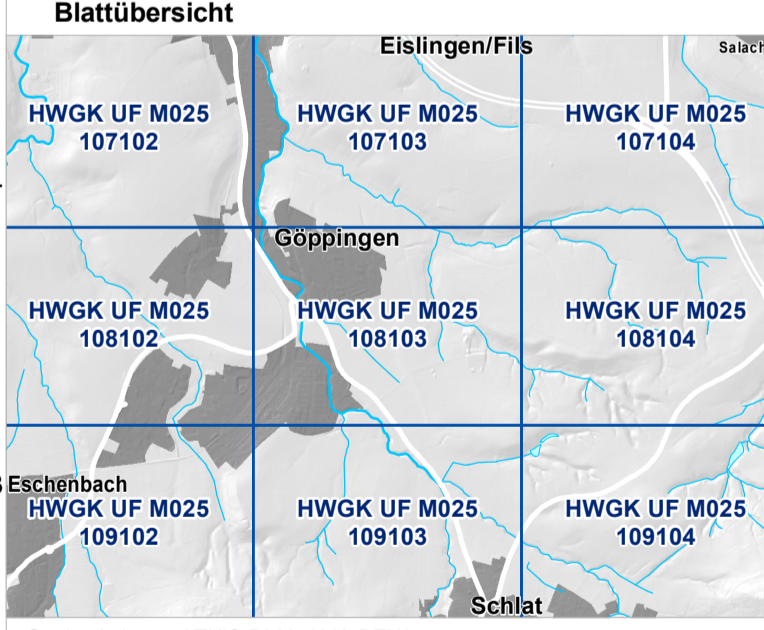 Blattübersicht
Eislingen/Fils
Salach
HWGK UF M025
107102
HWGK UF M025
107103
HWGK UF M025
107104
Göppingen
HWGK UF M025
108102
HWGK UF M025
108103
HWGK UF M025
108104
Eschenbach
HWGK UF M025
109102
HWGK UF M025
109103
HWGK UF M025
109104
Schlat